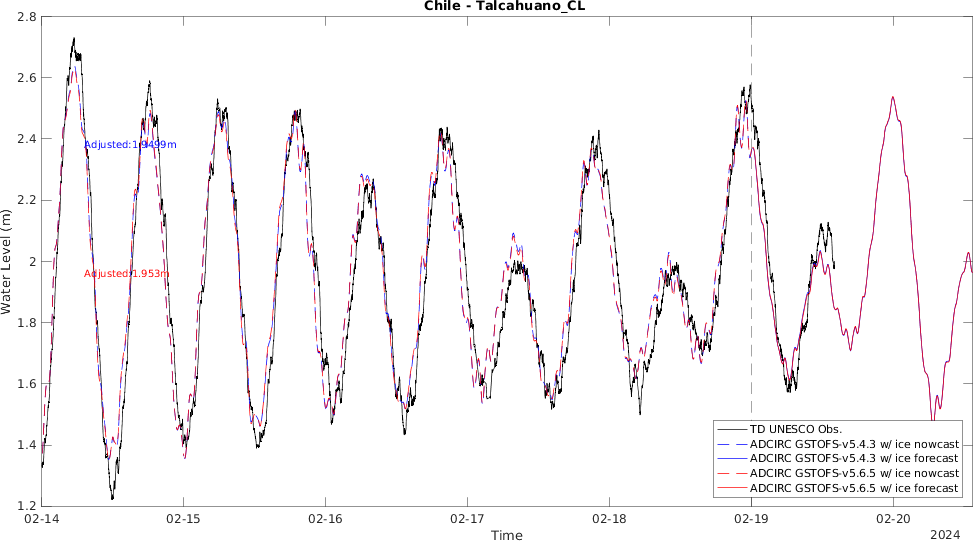 Chile - Talcahuano_CL
Water Level (m)
2.8
2.6
2.4
2.2
2
1.8
1.6
1.4
1.2
Adjusted:1.9499m
Adjusted:1.953m
TD UNESCO Obs.
ADCIRC GSTOFS-v5.4.3 w/ ice nowcast
ADCIRC GSTOFS-v5.4.3 w/ ice forecast
ADCIRC GSTOFS-v5.6.5 w/ ice nowcast
ADCIRC GSTOFS-v5.6.5 w/ ice forecast
02-14 02-15 02-16 02-17 02-18 02-19 02-20
Time
2024